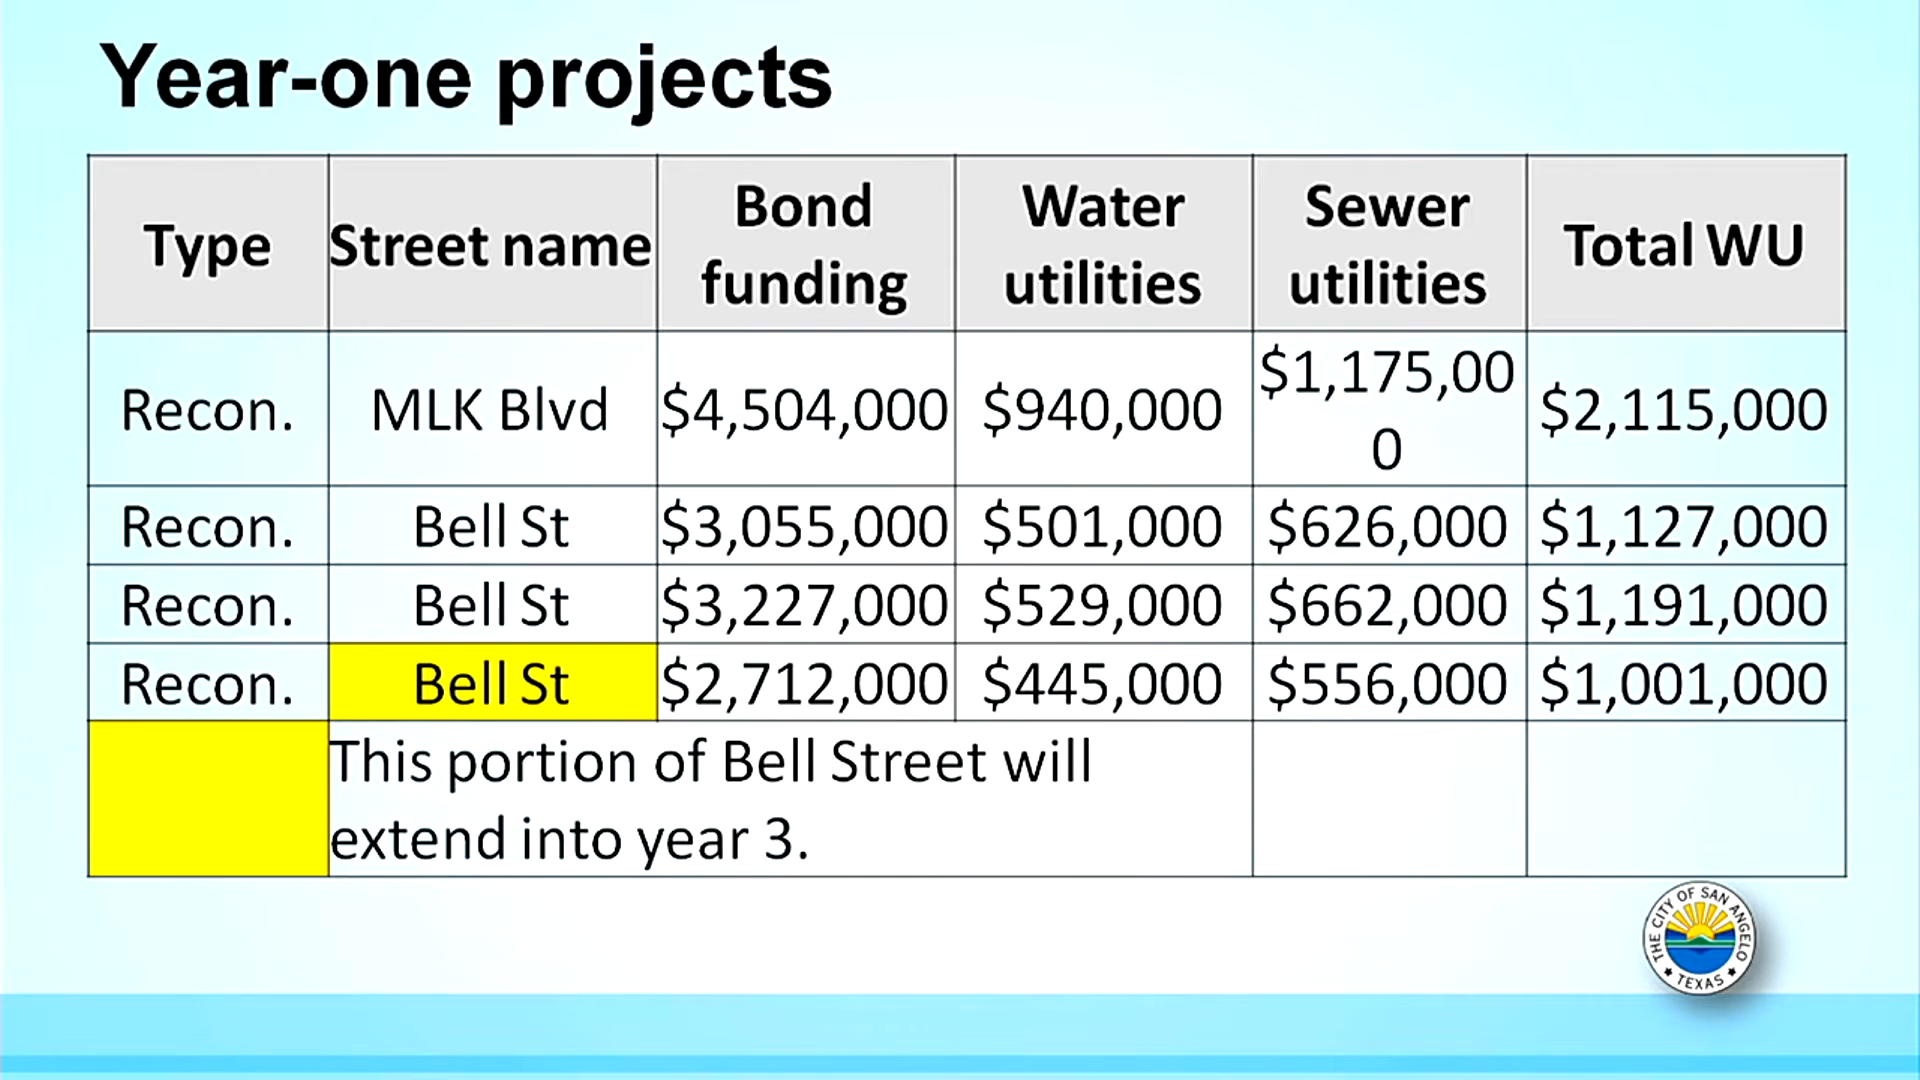 Year-one projects
Type Street name Bond funding Water utilities Sewer utilities Total WU
Recon. MLK Blvd $4,504,000 $940,000 $1,175,000 $2,115,000
Recon. Bell St $3,055,000 $501,000 $626,000 $1,127,000
Recon. Bell St $3,227,000 $529,000 $662,000 $1,191,000
Recon. Bell St $2,712,000 $445,000 $556,000 $1,001,000
This portion of Bell Street will
extend into year 3.
THE CITY OF SAN ANGELO
TEXAS